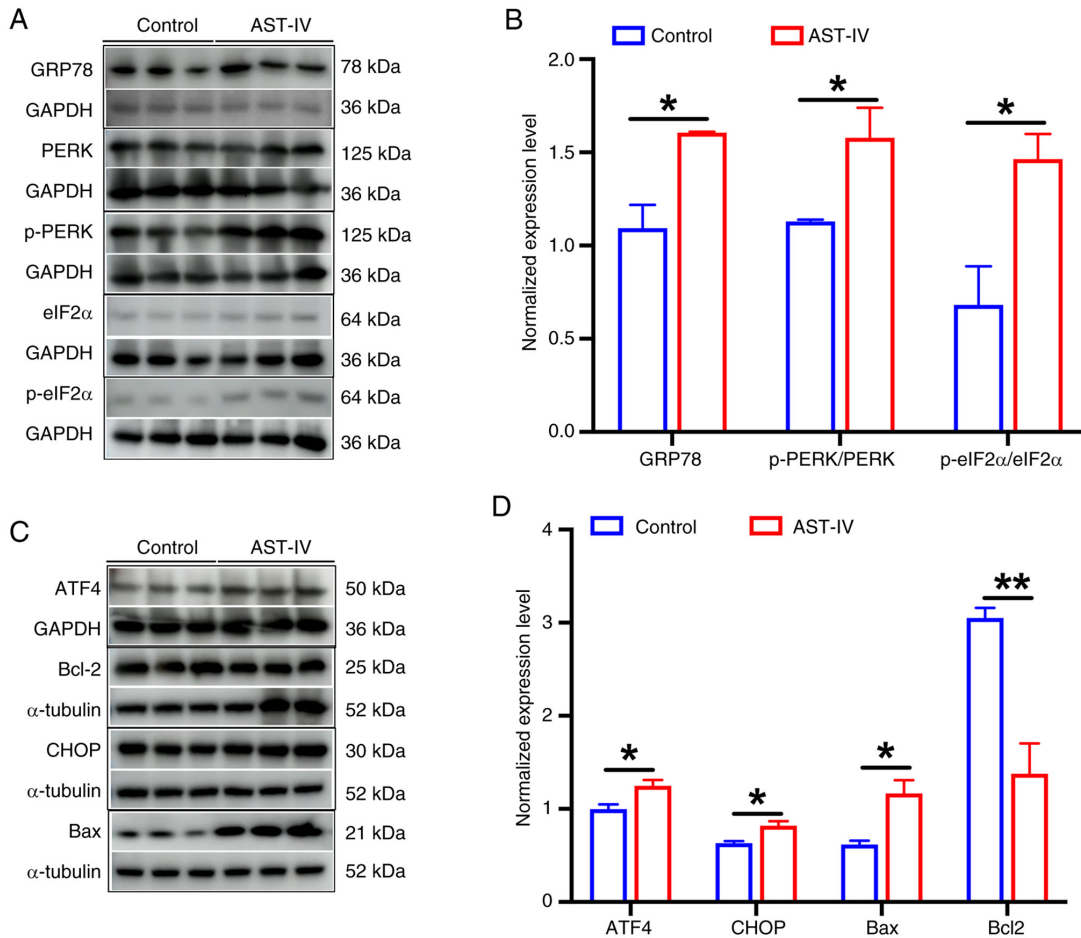 A
Control AST-IV
GRP78 78 kDa
GAPDH 36 kDa
PERK 125 kDa
GAPDH 36 kDa
p-PERK 125 kDa
GAPDH 36 kDa
eIF2α 64 kDa
GAPDH 36 kDa
p-eIF2α 64 kDa
GAPDH 36 kDa
B
Control AST-IV
Normalized expression level
2.0
1.5
1.0
0.5
0.0
* * *
GRP78 p-PERK/PERK p-eIF2α/eIF2α
C
Control AST-IV
ATF4 50 kDa
GAPDH 36 kDa
Bcl-2 25 kDa
α-tubulin 52 kDa
CHOP 30 kDa
α-tubulin 52 kDa
Bax 21 kDa
α-tubulin 52 kDa
D
Control AST-IV
Normalized expression level
4
3
2
1
0
* * * **
ATF4 CHOP Bax Bcl2